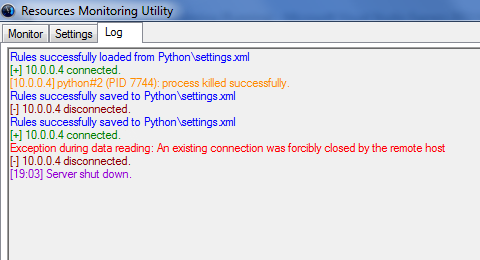 Resources Monitoring Utility
Monitor Settings Log
Rules successfully loaded from Python\settings.xml
[+] 10.0.0.4 connected.
[10.0.0.4] python#2 (PID 7744): process killed successfully.
Rules successfully saved to Python\settings.xml
[-] 10.0.0.4 disconnected.
Rules successfully saved to Python\settings.xml
[+] 10.0.0.4 connected.
Exception during data reading: An existing connection was forcibly closed by the remote host
[-] 10.0.0.4 disconnected.
[19:03] Server shut down.